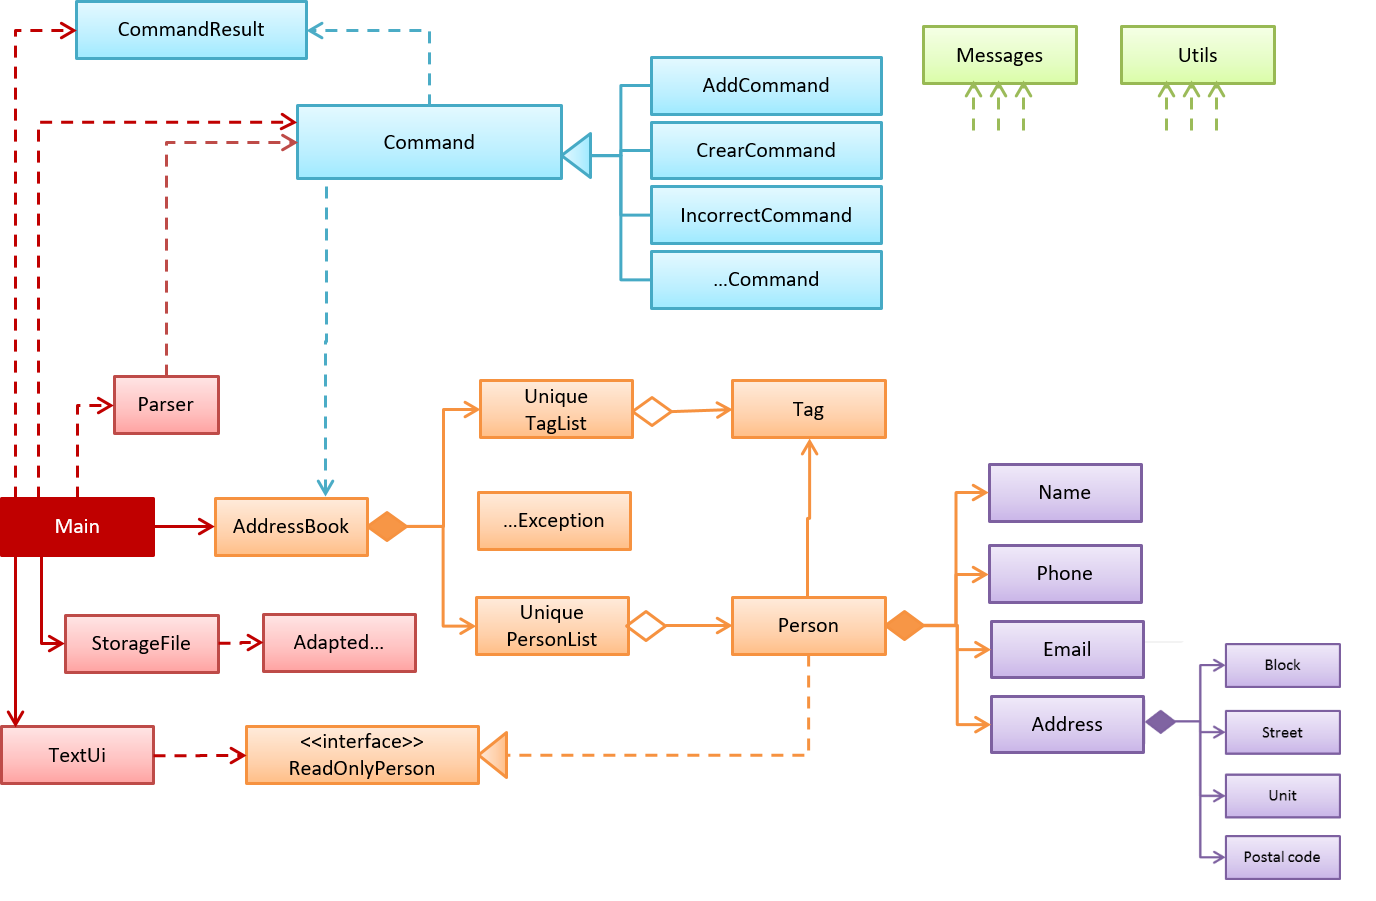 CommandResult
Messages
Utils
AddCommand
Command
CrearCommand
IncorrectCommand
...Command
Parser
Unique
TagList
Tag
Name
Main
AddressBook
...Exception
Phone
Unique
PersonList
Person
StorageFile
Adapted...
Email
Block
Address
Street
TextUi
<<interface>>
ReadOnlyPerson
Unit
Postal code